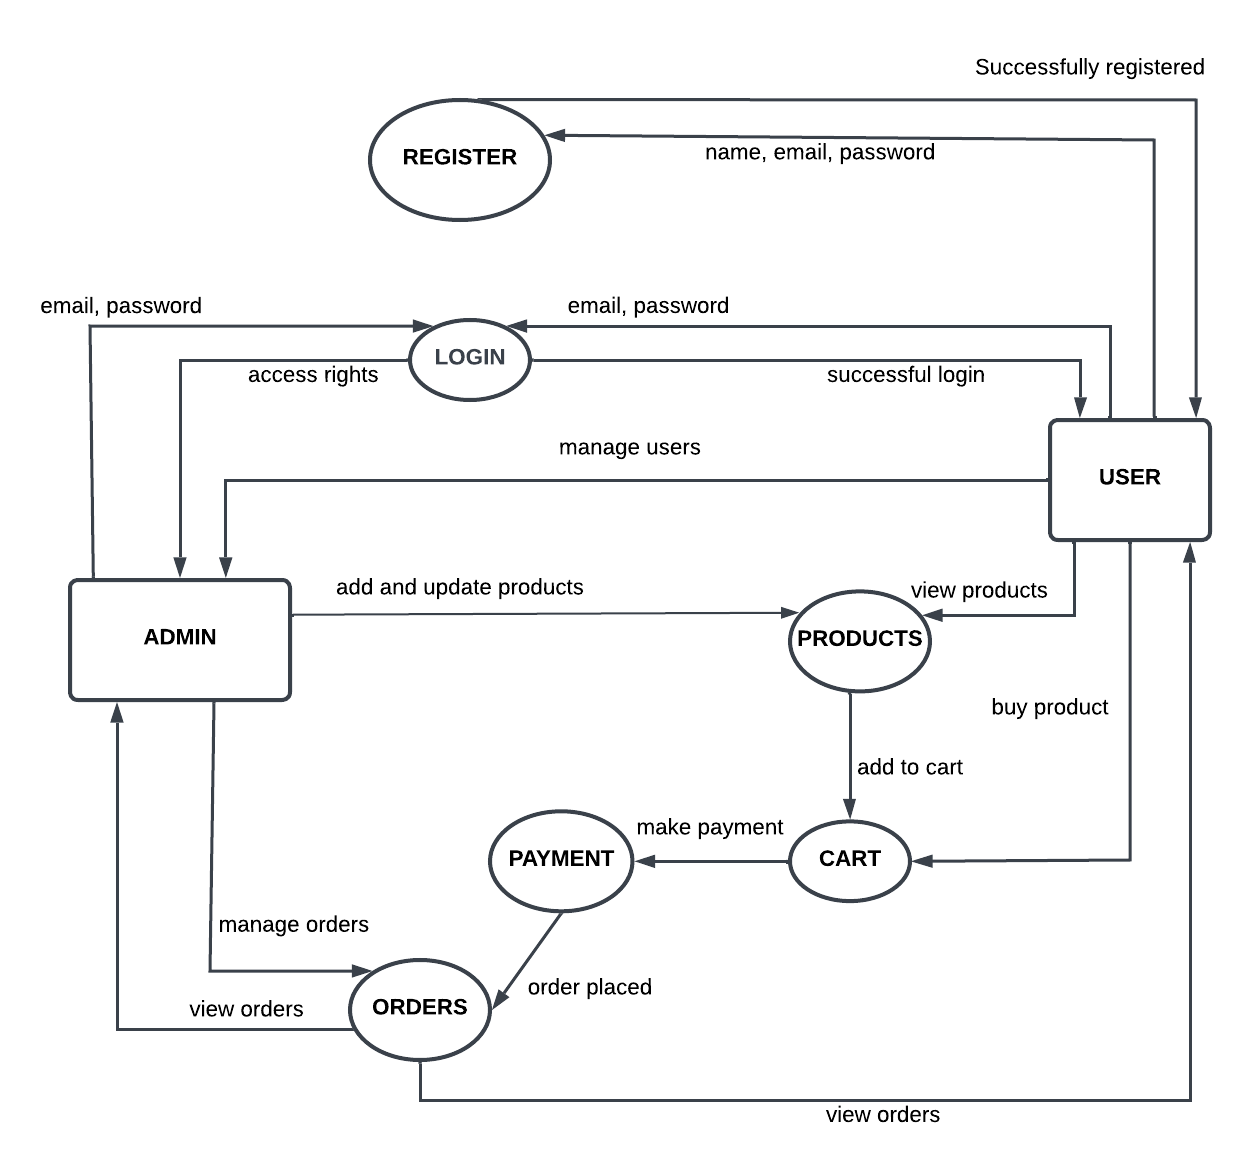 Successfully registered
REGISTER
name, email, password
email, password
email, password
LOGIN
access rights
successful login
manage users
USER
add and update products
view products
ADMIN
PRODUCTS
buy product
add to cart
make payment
PAYMENT
CART
manage orders
order placed
view orders
ORDERS
view orders